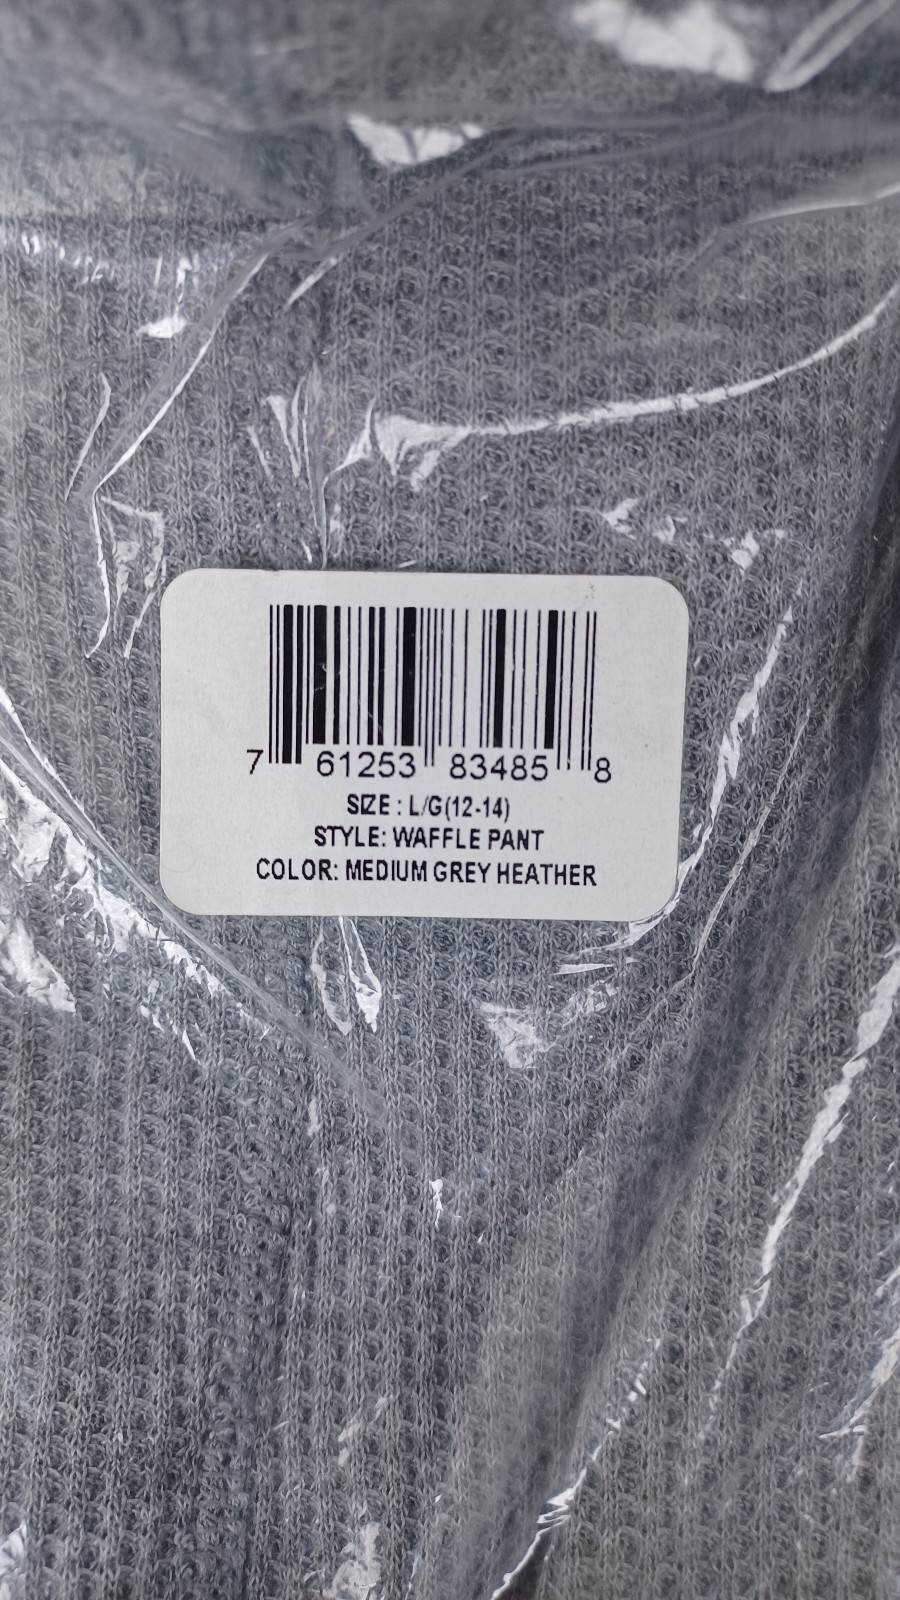 7 61253 83485 8
SIZE : L/G(12-14)
STYLE: WAFFLE PANT
COLOR: MEDIUM GREY HEATHER